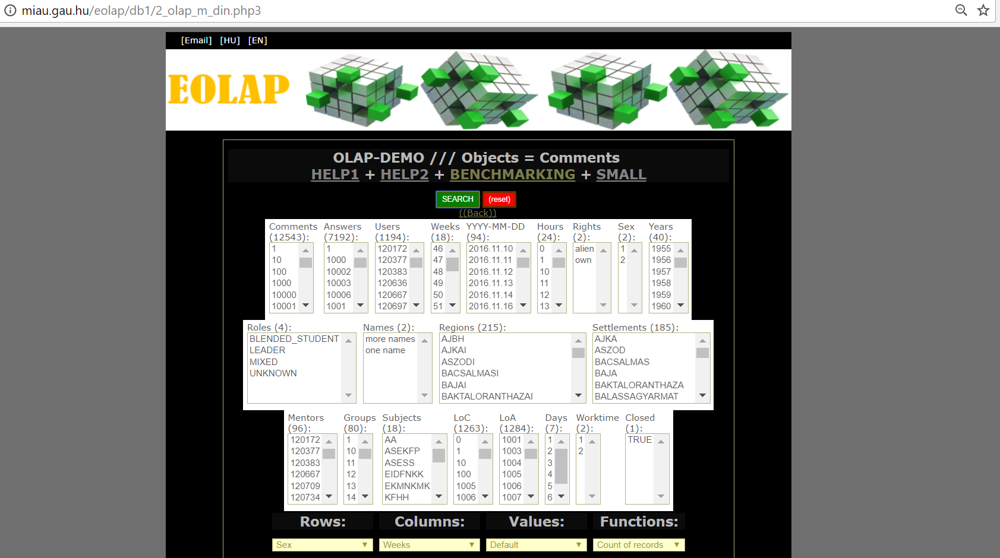 miau.gau.hu/eolap/db1/2_olap_m_din.php3
[Email] [HU] [EN]
EOLAP
OLAP-DEMO /// Objects = Comments
HELP1 + HELP2 + BENCHMARKING + SMALL
SEARCH (reset)
((Back))
Comments Answers Users Weeks YYYY-MM-DD Hours Rights Sex Years
(12543): (7192): (1194): (18): (94): (24): (2): (2): (40):
1 1 120172 46 2016.11.10 0 alien 1 1955
10 1000 120377 47 2016.11.11 1 own 2 1956
100 10002 120383 48 2016.11.12 10 1957
1000 10003 120636 49 2016.11.13 11 1958
10000 10006 120667 50 2016.11.14 12 1959
10001 1001 120697 51 2016.11.16 13 1960
Roles (4): Names (2): Regions (215): Settlements (185):
BLENDED_STUDENT more names AJBH AJKA
LEADER one name AJKAI ASZOD
MIXED ASZODI BACSALMAS
UNKNOWN BACSALMASI BAJA
BAJAI BAKTALORANTHAZA
BAKTALORANTHAZAI BALASSAGYARMAT
Mentors Groups Subjects LoC LoA Days Worktime Closed
(96): (80): (18): (1263): (1284): (7): (2): (1):
120172 1 AA 0 1001 1 1 TRUE
120377 10 ASEKFP 1 1003 2 2
120383 11 ASESS 10 1004 3
120667 12 EIDFNKK 100 1005 4
120709 13 EKMNKMK 1005 1006 5
120734 14 KFHH 1006 1007 6
Rows: Columns: Values: Functions:
Sex Weeks Default Count of records